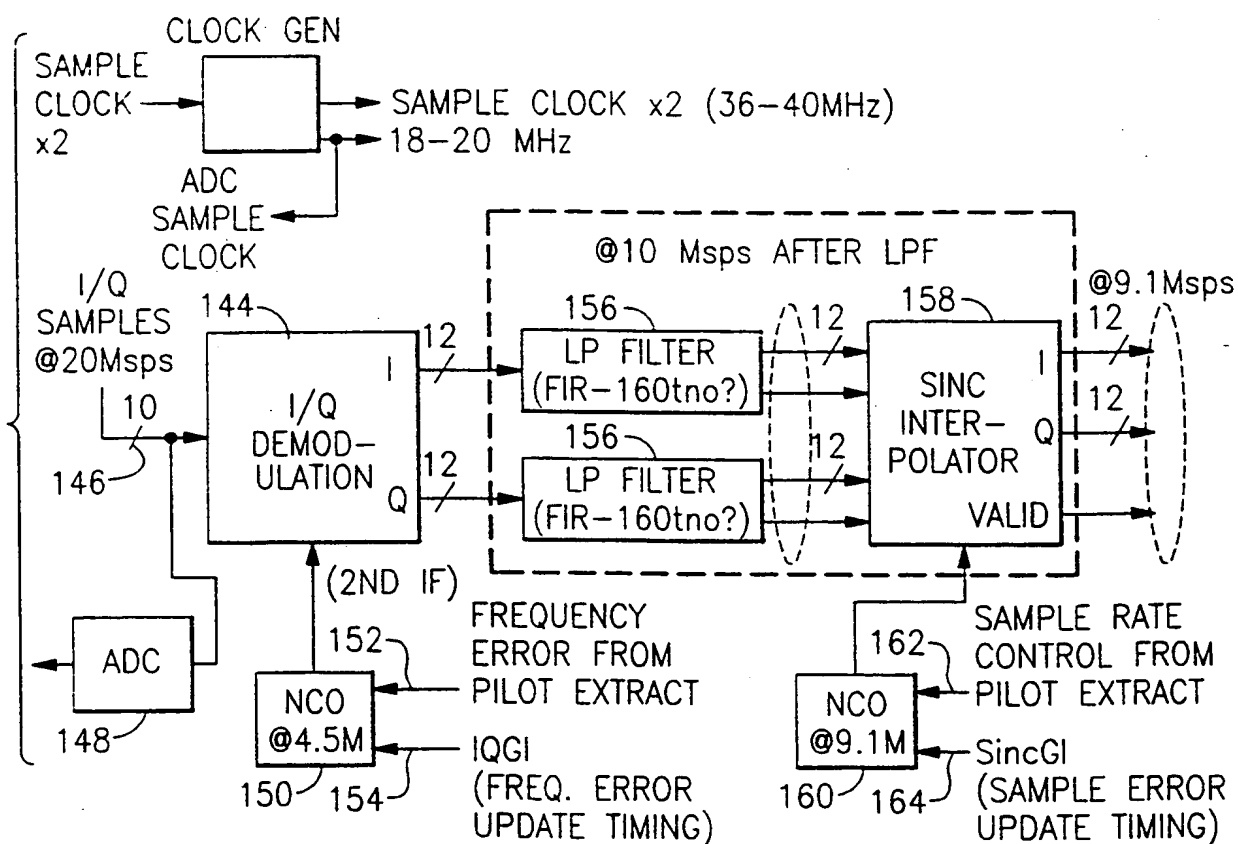 CLOCK GEN
SAMPLE
CLOCK
x2
SAMPLE CLOCK x2 (36-40MHz)
18-20 MHz
ADC
SAMPLE
CLOCK
I/Q
SAMPLES
@20Msps
10
146
144
I/Q
DEMOD-
ULATION
I
Q
12
12
@10 Msps AFTER LPF
156
LP FILTER
(FIR-160tno?)
156
LP FILTER
(FIR-160tno?)
12
12
158
SINC
INTER-
POLATOR
I
Q
VALID
@9.1Msps
12
12
ADC
148
(2ND IF)
NCO
@4.5M
150
152
FREQUENCY
ERROR FROM
PILOT EXTRACT
154
IQGI
(FREQ. ERROR
UPDATE TIMING)
NCO
@9.1M
160
162
SAMPLE RATE
CONTROL FROM
PILOT EXTRACT
164
SincGI
(SAMPLE ERROR
UPDATE TIMING)